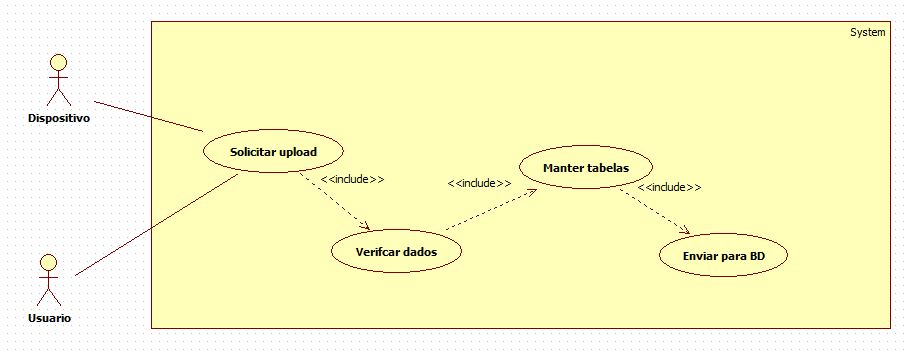 System
Dispositivo
Solicitar upload
Manter tabelas
<<include>>
<<include>>
<<include>>
Verifcar dados
Enviar para BD
Usuario